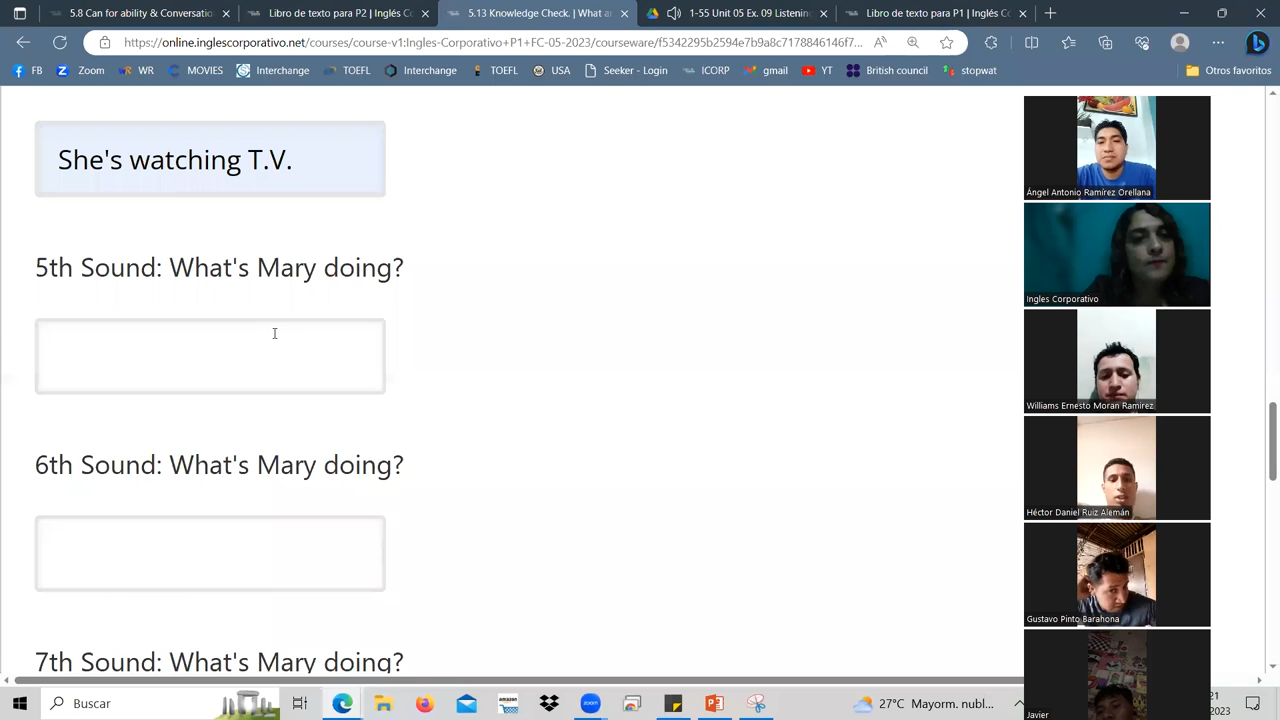 5.8 Can for ability & Conversation
Libro de texto para P2 | Inglés Co
5.13 Knowledge Check. | What ar
1-55 Unit 05 Ex. 09 Listening
Libro de texto para P1 | Inglés Co
https://online.inglescorporativo.net/courses/course-v1:Ingles-Corporativo+P1+FC-05-2023/courseware/f5342295b2594e7b9a8c7178846146f7...
FB
Zoom
WR
MOVIES
Interchange
TOEFL
Interchange
TOEFL
USA
Seeker - Login
ICORP
gmail
YT
British council
stopwat
Otros favoritos
She's watching T.V.
5th Sound: What's Mary doing?
6th Sound: What's Mary doing?
7th Sound: What's Mary doing?
Ángel Antonio Ramírez Orellana
Ingles Corporativo
Williams Ernesto Moran Ramirez
Héctor Daniel Ruiz Alemán
Gustavo Pinto Barahona
Javier
Buscar
amazon
zoom
27°C Mayorm. nubl...
21
2023